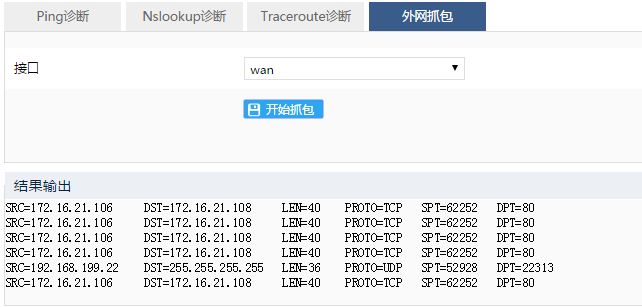 Ping诊断 Nslookup诊断 Traceroute诊断 外网抓包
接口 wan
开始抓包
结果输出
SRC=172.16.21.106 DST=172.16.21.108 LEN=40 PROTO=TCP SPT=62252 DPT=80
SRC=172.16.21.106 DST=172.16.21.108 LEN=40 PROTO=TCP SPT=62252 DPT=80
SRC=172.16.21.106 DST=172.16.21.108 LEN=40 PROTO=TCP SPT=62252 DPT=80
SRC=172.16.21.106 DST=172.16.21.108 LEN=40 PROTO=TCP SPT=62252 DPT=80
SRC=192.168.199.22 DST=255.255.255.255 LEN=36 PROTO=UDP SPT=52928 DPT=22313
SRC=172.16.21.106 DST=172.16.21.108 LEN=40 PROTO=TCP SPT=62252 DPT=80